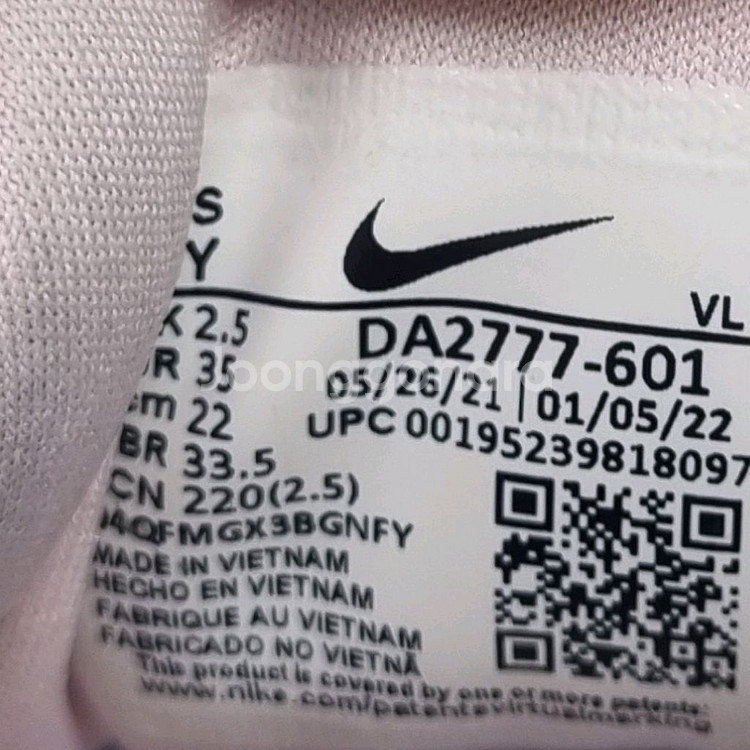 S
Y
VL
K 2.5
DA2777-601
R 35
05/26/21 | 01/05/22
cm 22
UPC 00195239818097
BR 33.5
CN 220(2.5)
4QFMGX3BGNFY
MADE IN VIETNAM
HECHO EN VIETNAM
FABRIQUE AU VIETNAM
FABRICADO NO VIETNÃ
This product is covered by one or more patents:
www.nike.com/patentsvirtualmarking
joonggonara